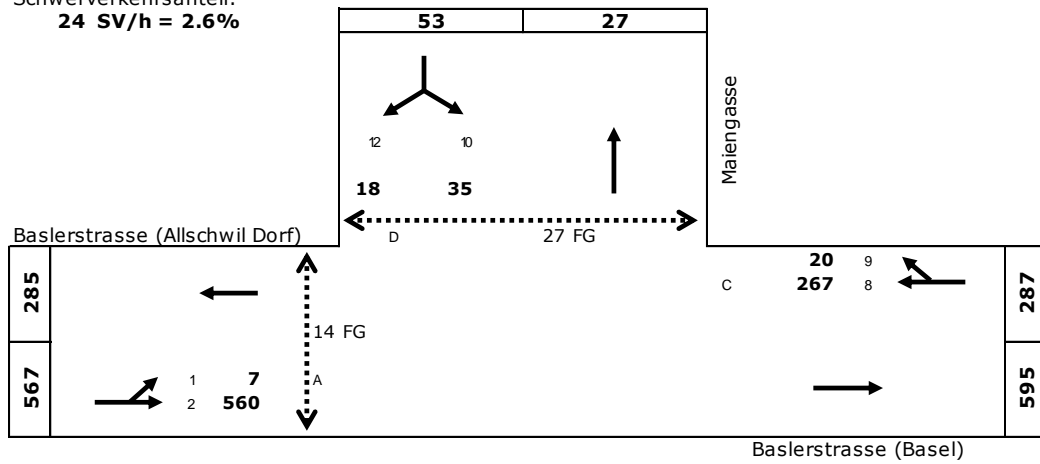 Schwerverkehrsanteil:
24 SV/h = 2.6%
53 27
Maiengasse
12 10
18 35
D 27 FG
Baslerstrasse (Allschwil Dorf)
285
20 9
C 267 8
287
14 FG
567
1 7 A
2 560
595
Baslerstrasse (Basel)